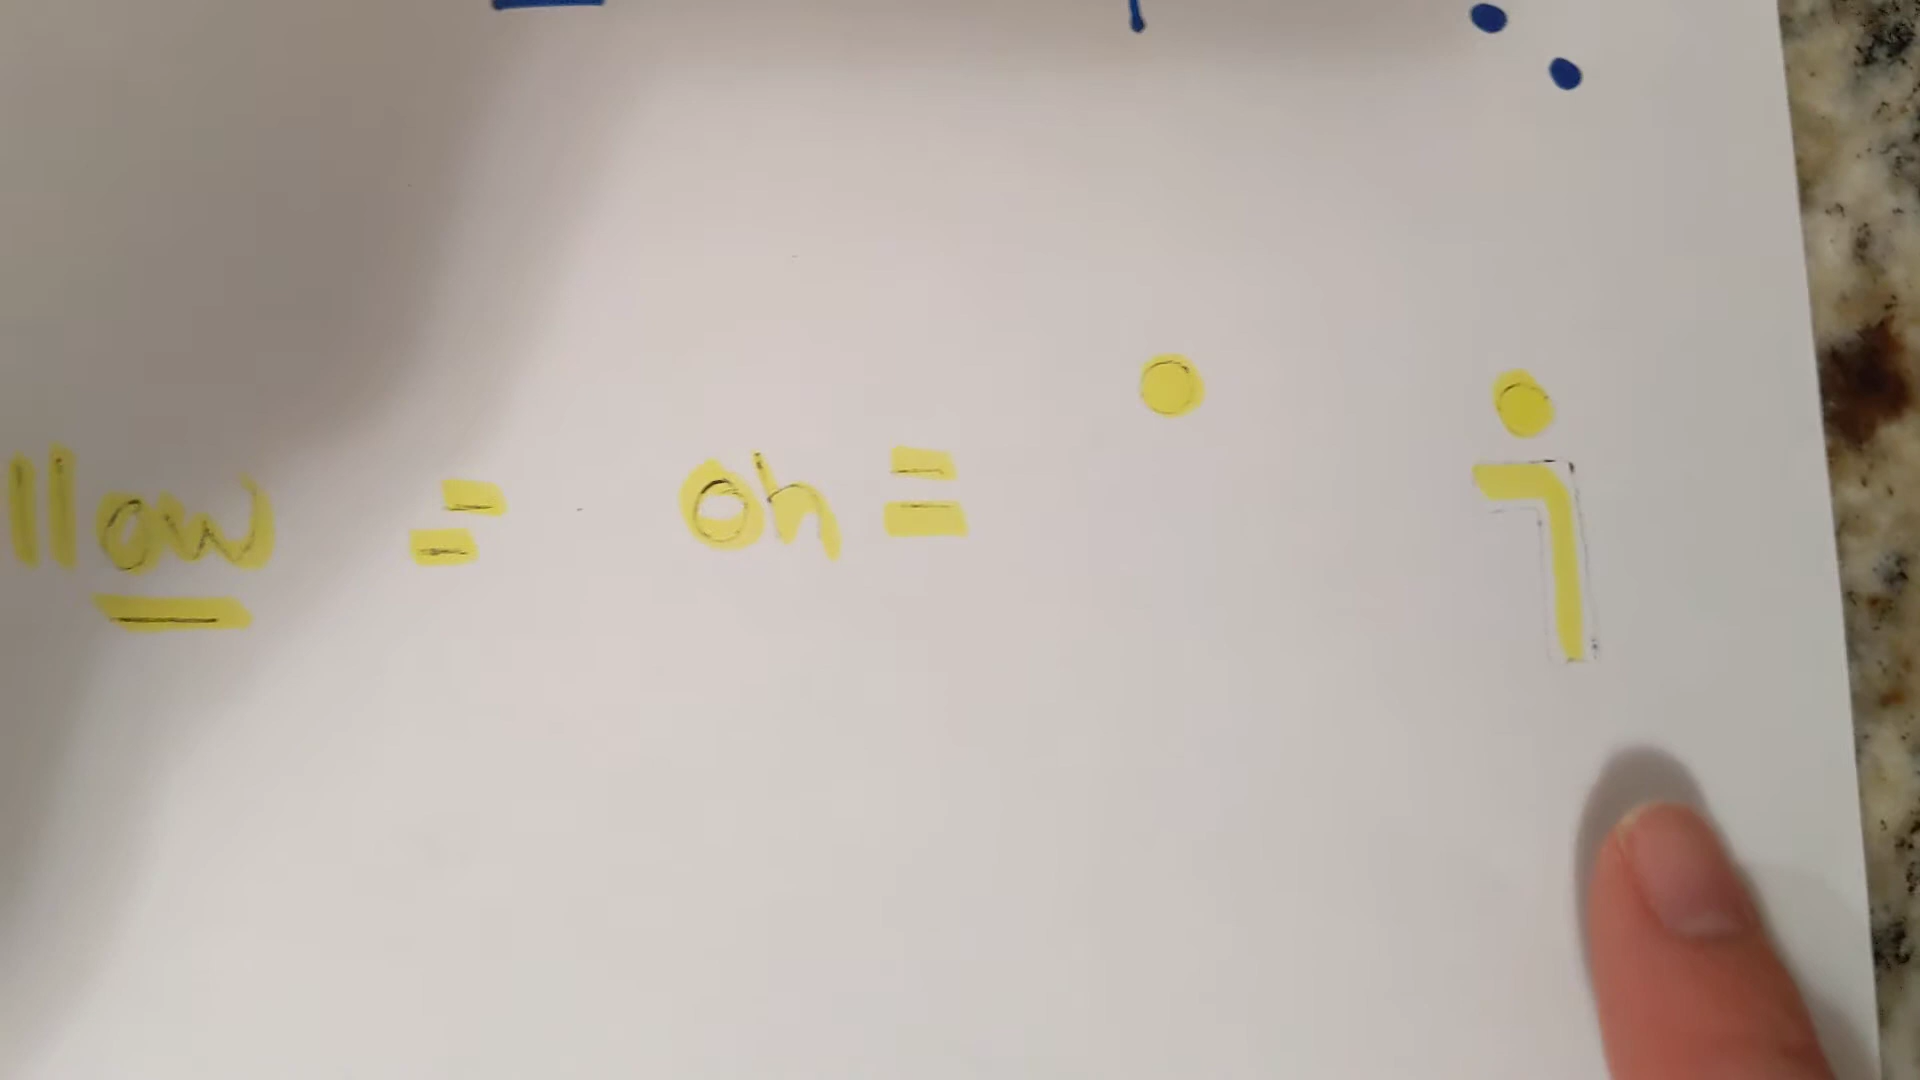 llow = oh = ֹ וֹ